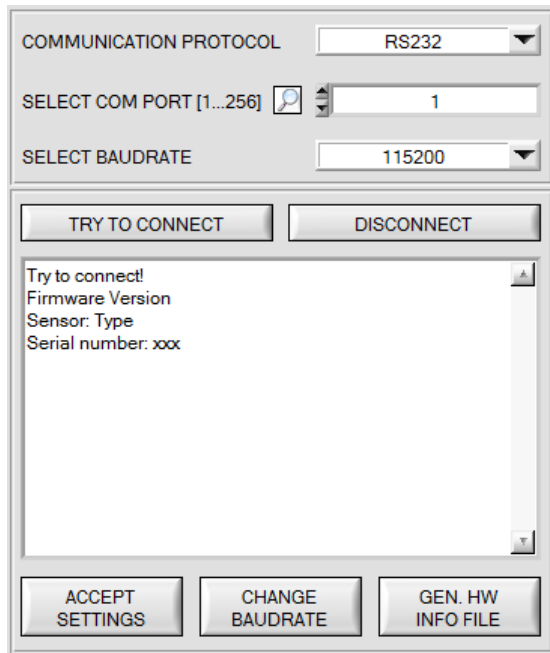 COMMUNICATION PROTOCOL RS232
SELECT COM PORT [1...256] 1
SELECT BAUDRATE 115200
TRY TO CONNECT DISCONNECT
Try to connect!
Firmware Version
Sensor: Type
Serial number: xxx
ACCEPT SETTINGS CHANGE BAUDRATE GEN. HW INFO FILE